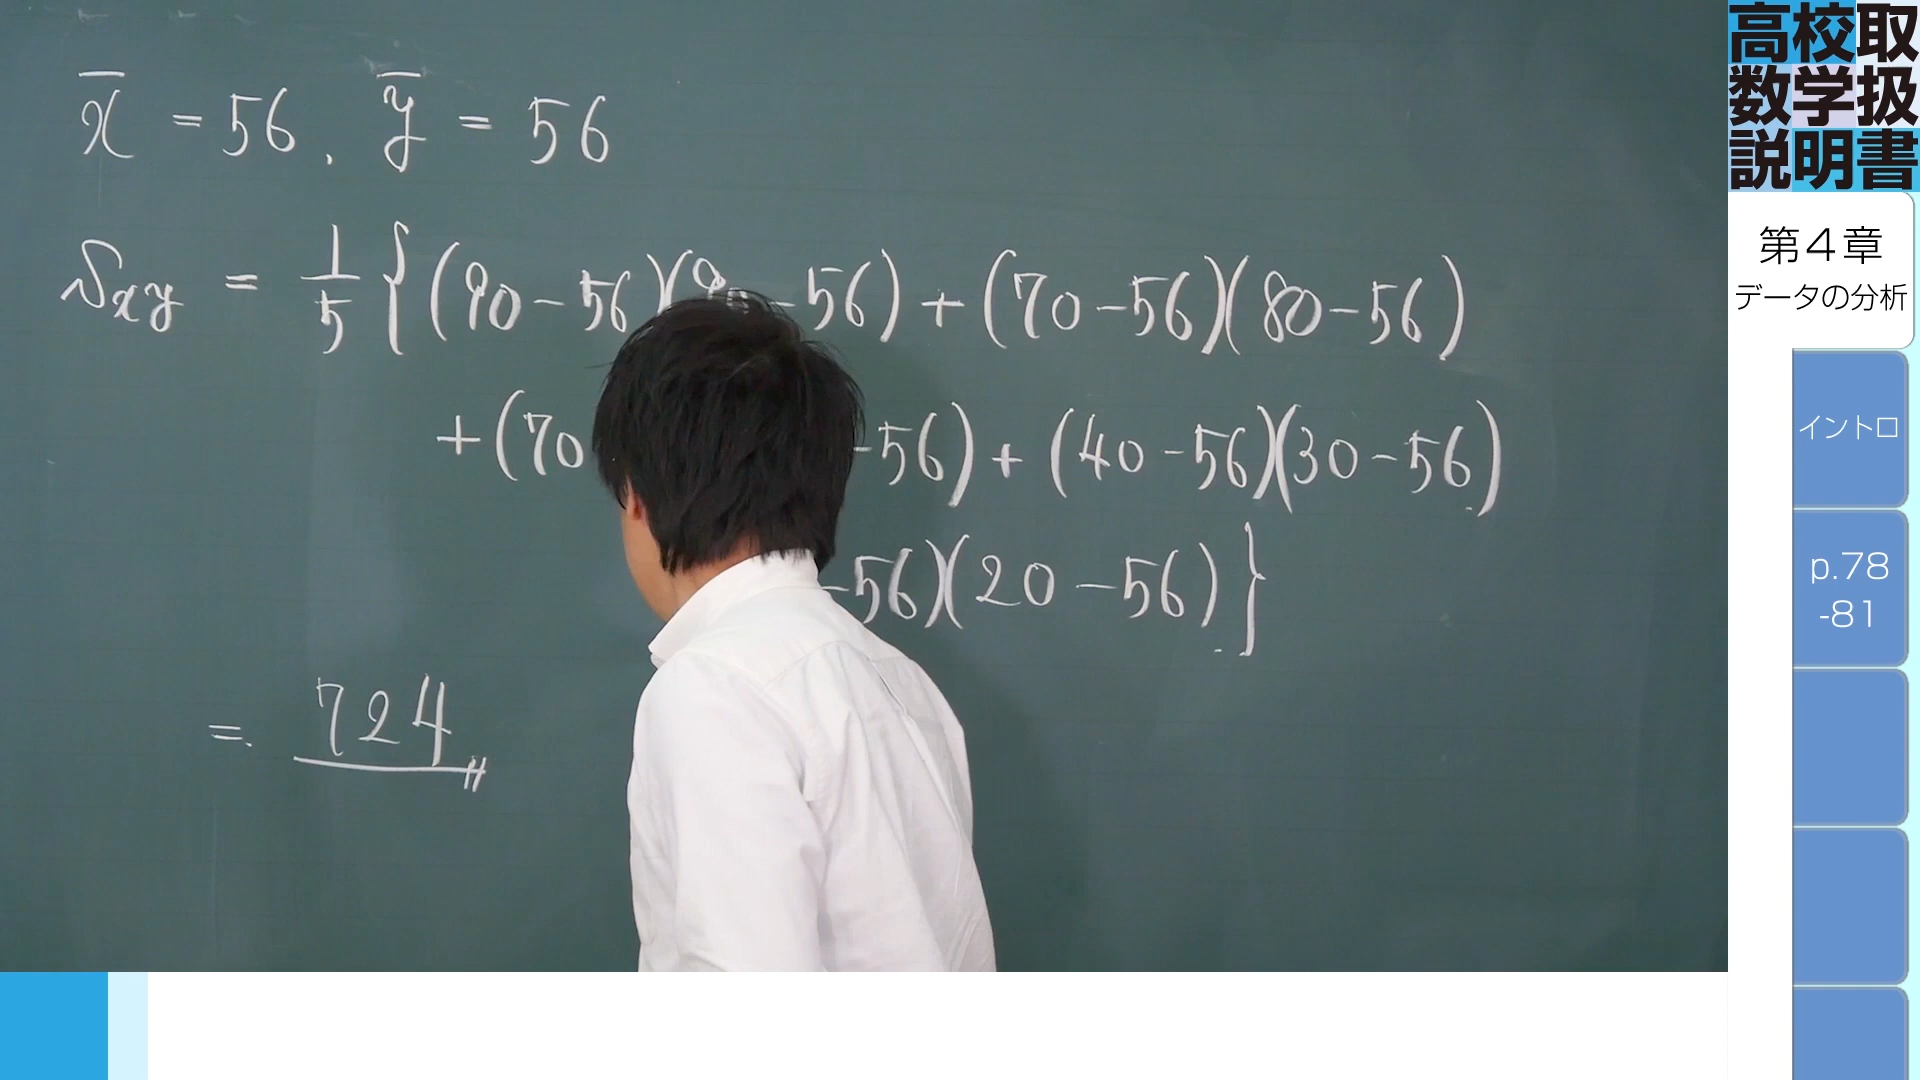 x̄ = 56, ȳ = 56
Sxy = 1/5 {(90-56)(90-56)+(70-56)(80-56)
+(70 -56)+(40-56)(30-56)
-56)(20-56)}
= 724
高校取
数学扱
説明書
第4章
データの分析
イントロ
p.78
-81